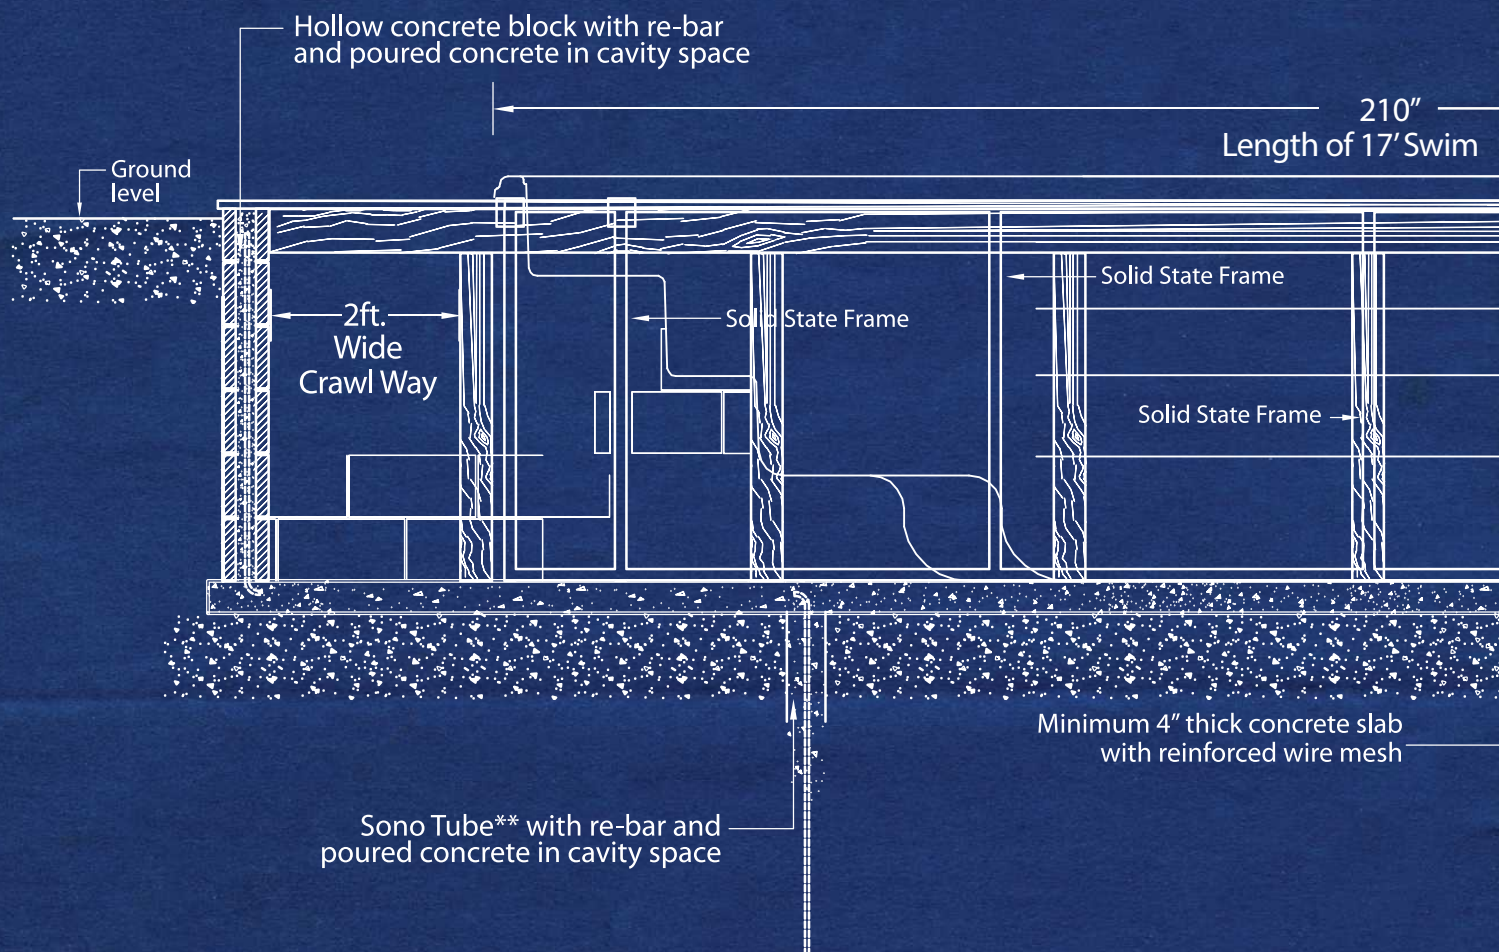 Hollow concrete block with re-bar
and poured concrete in cavity space
210″
Length of 17′ Swim
Ground
level
Solid State Frame
2ft.
Wide
Crawl Way
Solid State Frame
Solid State Frame
Minimum 4″ thick concrete slab
with reinforced wire mesh
Sono Tube** with re-bar and
poured concrete in cavity space